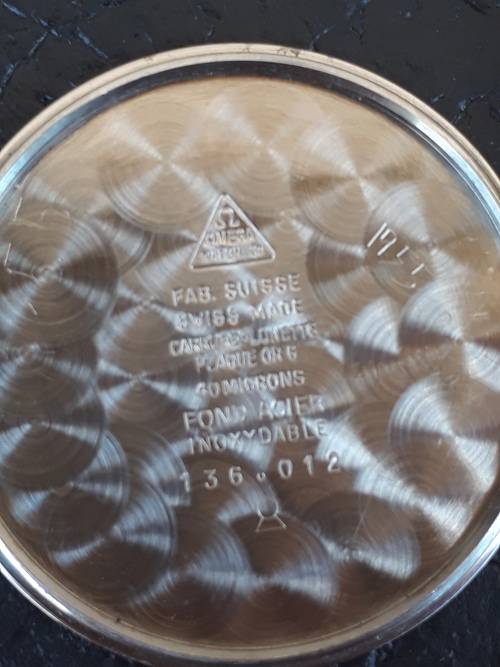 Ω
OMEGA
FAB. SUISSE
SWISS MADE
CARRURE-LUNETTE
PLAQUE OR G
40 MICRONS
FOND ACIER
INOXYDABLE
136.012